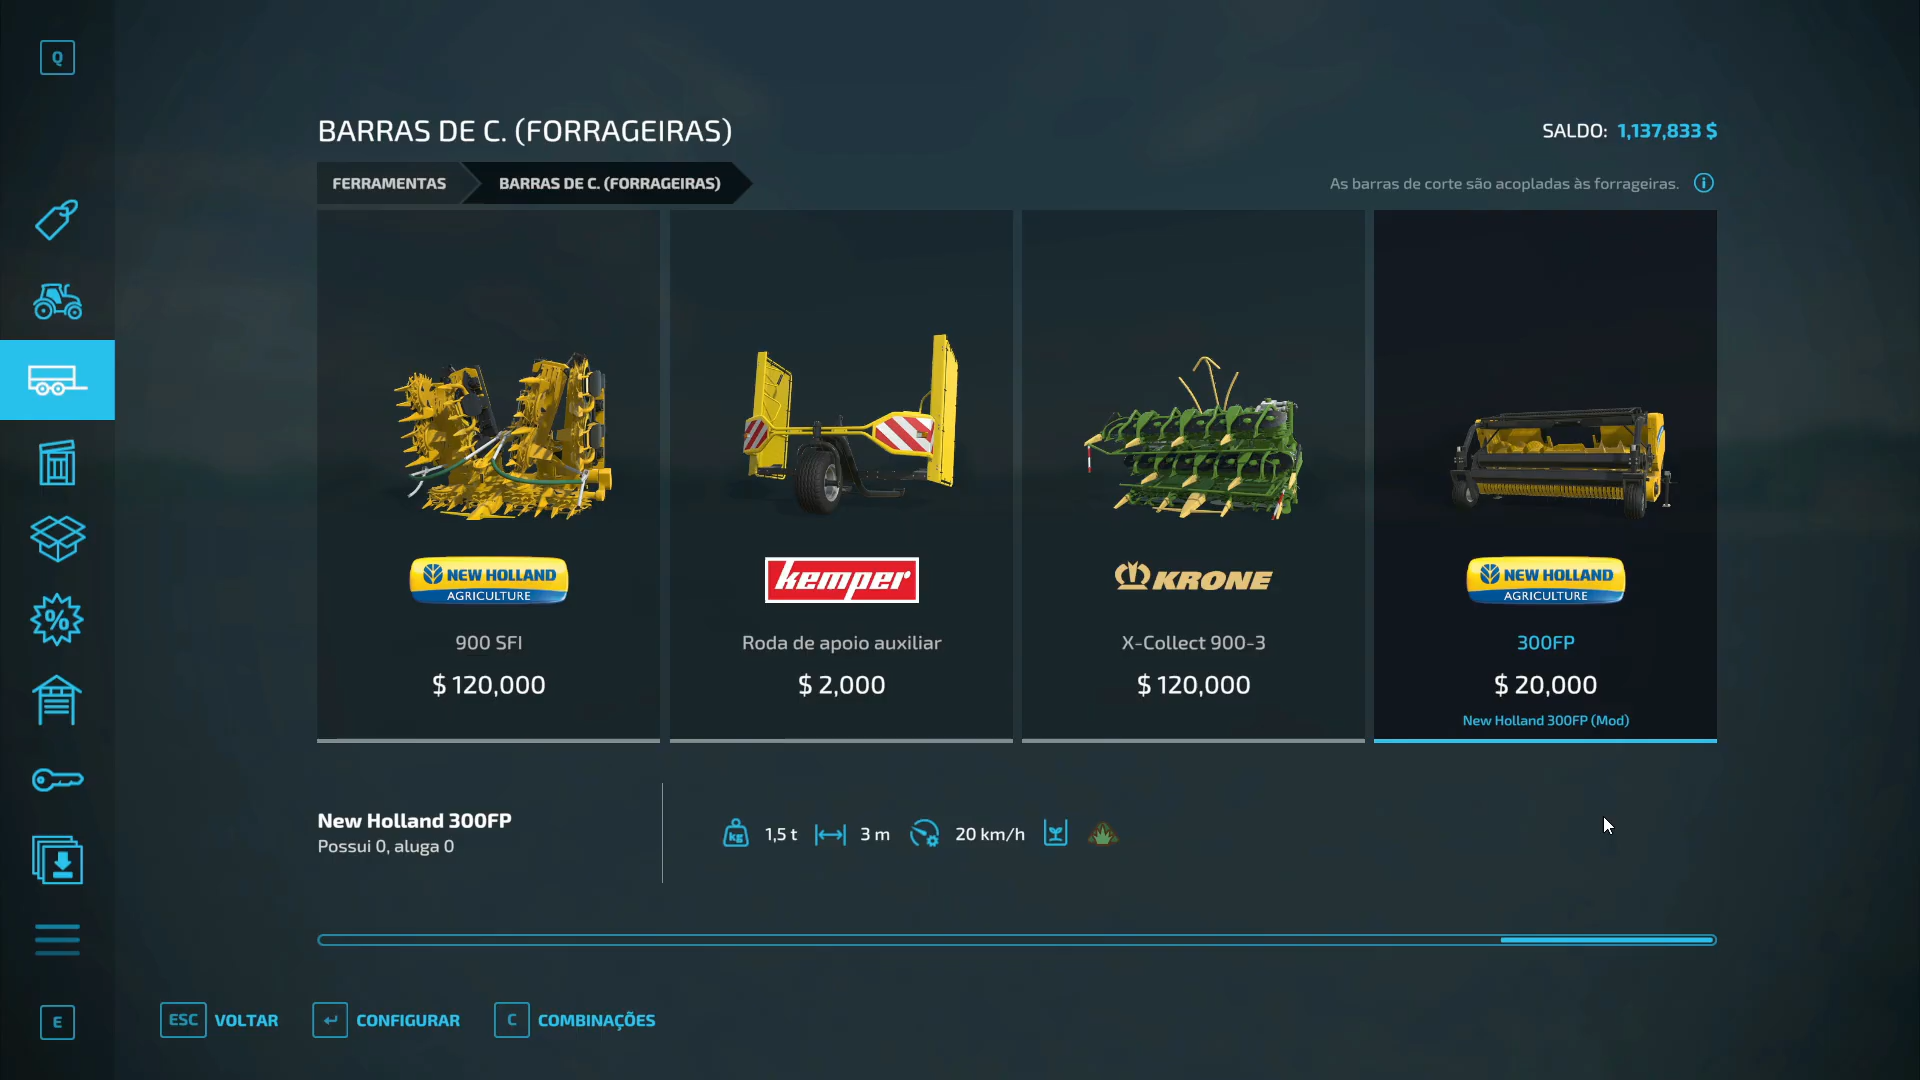 Q
BARRAS DE C. (FORRAGEIRAS)
SALDO: 1,137,833 $
FERRAMENTAS
BARRAS DE C. (FORRAGEIRAS)
As barras de corte são acopladas às forrageiras.
NEW HOLLAND
AGRICULTURE
900 SFI
$ 120,000
kemper
Roda de apoio auxiliar
$ 2,000
KRONE
X-Collect 900-3
$ 120,000
NEW HOLLAND
AGRICULTURE
300FP
$ 20,000
New Holland 300FP (Mod)
New Holland 300FP
Possui 0, aluga 0
kg 1,5 t 3 m 20 km/h
E
ESC VOLTAR
CONFIGURAR
C COMBINAÇÕES